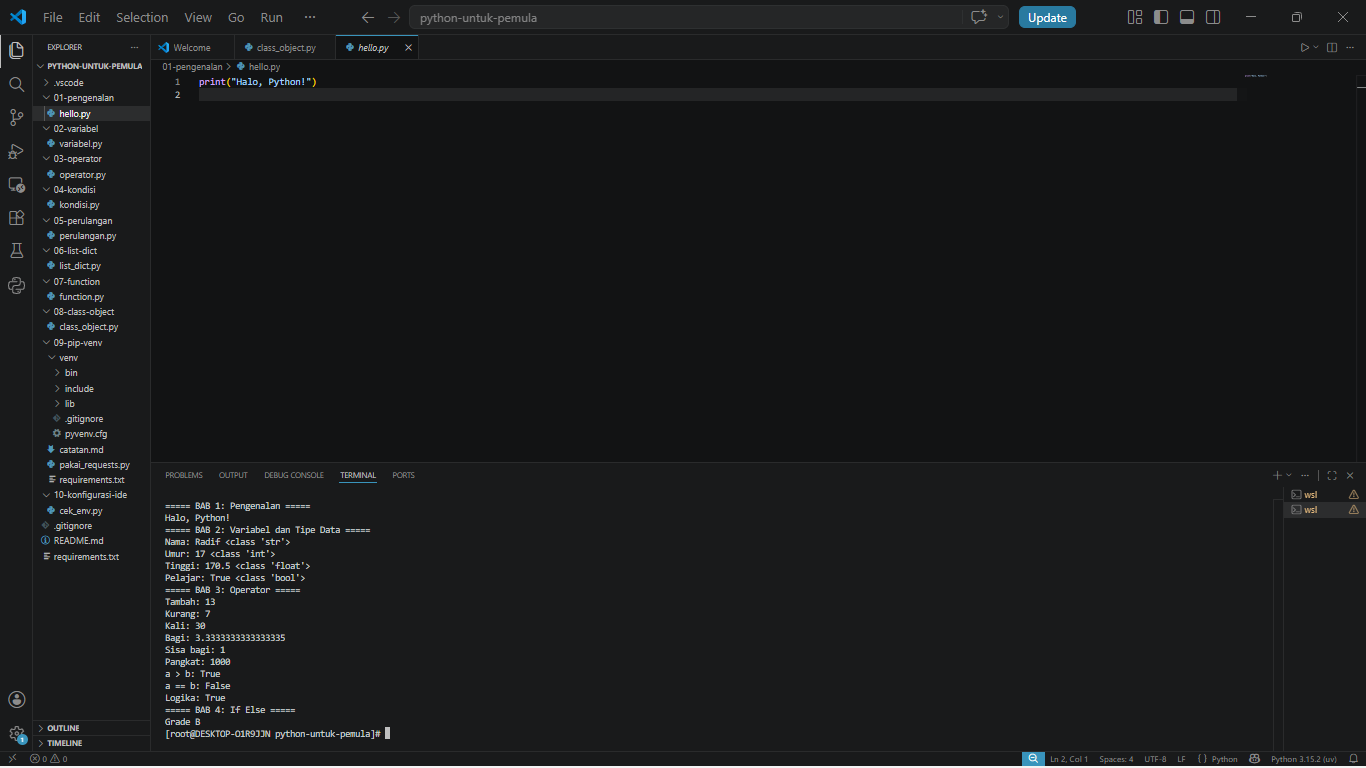 File Edit Selection View Go Run ··· python-untuk-pemula Update
EXPLORER ···
PYTHON-UNTUK-PEMULA
.vscode
01-pengenalan
hello.py
02-variabel
variabel.py
03-operator
operator.py
04-kondisi
kondisi.py
05-perulangan
perulangan.py
06-list-dict
list_dict.py
07-function
function.py
08-class-object
class_object.py
09-pip-venv
venv
bin
include
lib
.gitignore
pyvenv.cfg
catatan.md
pakai_requests.py
requirements.txt
10-konfigurasi-ide
cek_env.py
.gitignore
README.md
requirements.txt
OUTLINE
TIMELINE
Welcome class_object.py hello.py
01-pengenalan > hello.py
1 print("Halo, Python!")
2
PROBLEMS OUTPUT DEBUG CONSOLE TERMINAL PORTS
===== BAB 1: Pengenalan =====
Halo, Python!
===== BAB 2: Variabel dan Tipe Data =====
Nama: Radif <class 'str'>
Umur: 17 <class 'int'>
Tinggi: 170.5 <class 'float'>
Pelajar: True <class 'bool'>
===== BAB 3: Operator =====
Tambah: 13
Kurang: 7
Kali: 30
Bagi: 3.3333333333333335
Sisa bagi: 1
Pangkat: 1000
a > b: True
a == b: False
Logika: True
===== BAB 4: If Else =====
Grade B
[root@DESKTOP-O1R9JJN python-untuk-pemula]#
wsl
wsl
1
0 0 Ln 2, Col 1 Spaces: 4 UTF-8 LF { } Python Python 3.15.2 (uv)